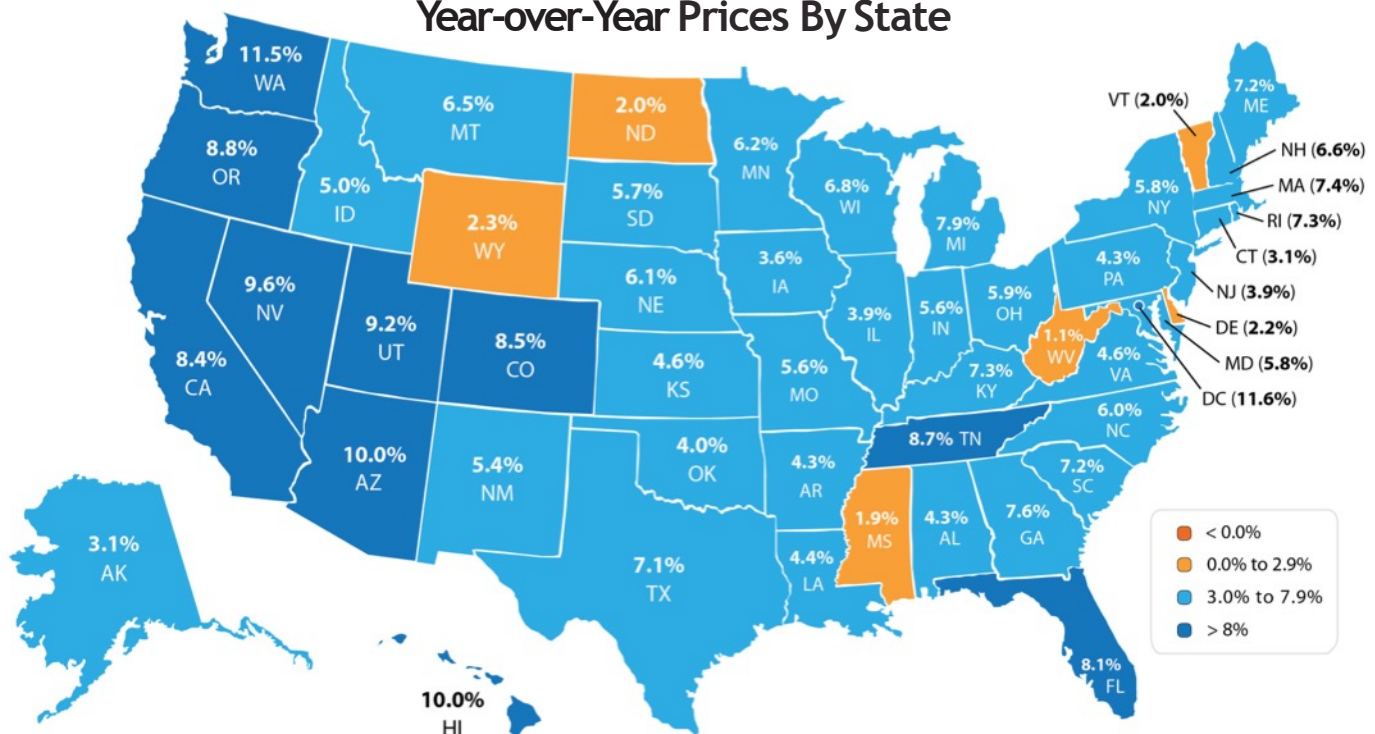 Year-over-Year Prices By State
11.5%
WA
8.8%
OR
5.0%
ID
6.5%
MT
2.0%
ND
6.2%
MN
2.3%
WY
5.7%
SD
6.8%
WI
7.9%
MI
8.4%
CA
9.6%
NV
9.2%
UT
8.5%
CO
6.1%
NE
3.6%
IA
3.9%
IL
5.6%
IN
5.9%
OH
4.3%
PA
5.8%
NY
7.2%
ME
VT (2.0%)
NH (6.6%)
MA (7.4%)
RI (7.3%)
CT (3.1%)
NJ (3.9%)
DE (2.2%)
MD (5.8%)
DC (11.6%)
1.1%
WV
4.6%
VA
7.3%
KY
4.6%
KS
5.6%
MO
10.0%
AZ
5.4%
NM
4.0%
OK
4.3%
AR
8.7% TN
6.0%
NC
7.2%
SC
7.6%
GA
4.3%
AL
1.9%
MS
4.4%
LA
7.1%
TX
8.1%
FL
3.1%
AK
10.0%
HI
< 0.0%
0.0% to 2.9%
3.0% to 7.9%
> 8%